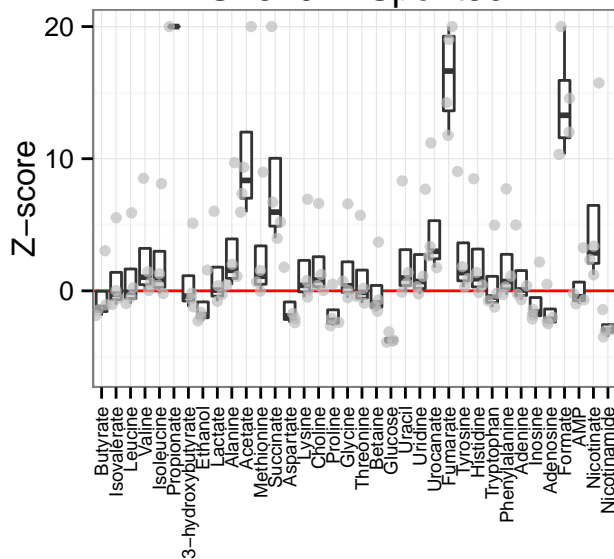 20
10
0
Z−score
Butyrate
Isovalerate
Leucine
Valine
Isoleucine
Propionate
3−hydroxybutyrate
Ethanol
Lactate
Alanine
Acetate
Methionine
Succinate
Aspartate
Lysine
Choline
Proline
Glycine
Threonine
Betaine
Glucose
Uracil
Uridine
Urocanate
Fumarate
Tyrosine
Histidine
Tryptophan
Phenylalanine
Adenine
Inosine
Adenosine
Formate
AMP
Nicotinate
Nicotinamide